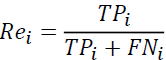 Re_i = TP_i / (TP_i + FN_i)